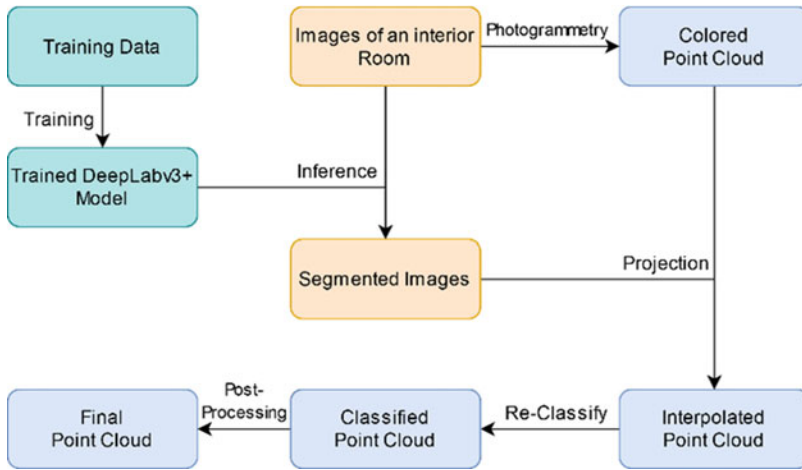 Training Data
Images of an interior
Room
Photogrammetry
Colored
Point Cloud
Training
Trained DeepLabv3+
Model
Inference
Segmented Images
Projection
Final
Point Cloud
Post-
Processing
Classified
Point Cloud
Re-Classify
Interpolated
Point Cloud